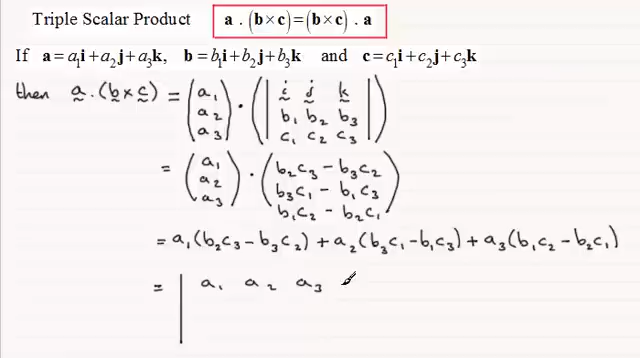 Triple Scalar Product a . (b × c) = (b × c) . a
If a = a₁i + a₂j + a₃k, b = b₁i + b₂j + b₃k and c = c₁i + c₂j + c₃k
then a . (b × c) = (a₁ a₂ a₃) · (| i j k |
b₁ b₂ b₃
c₁ c₂ c₃ |)
= (a₁ a₂ a₃) · (b₂c₃ − b₃c₂
b₃c₁ − b₁c₃
b₁c₂ − b₂c₁)
= a₁(b₂c₃ − b₃c₂) + a₂(b₃c₁ − b₁c₃) + a₃(b₁c₂ − b₂c₁)
= | a₁ a₂ a₃